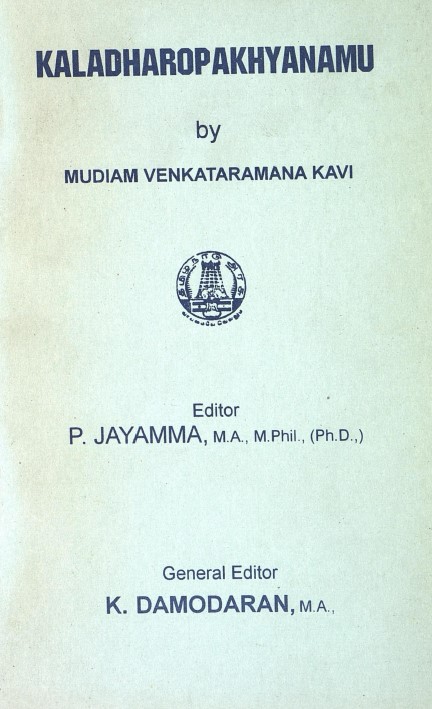 KALADHAROPAKHYANAMU
by
MUDIAM VENKATARAMANA KAVI
Editor
P. JAYAMMA, M.A., M.Phil., (Ph.D.,)
General Editor
K. DAMODARAN, M.A.,